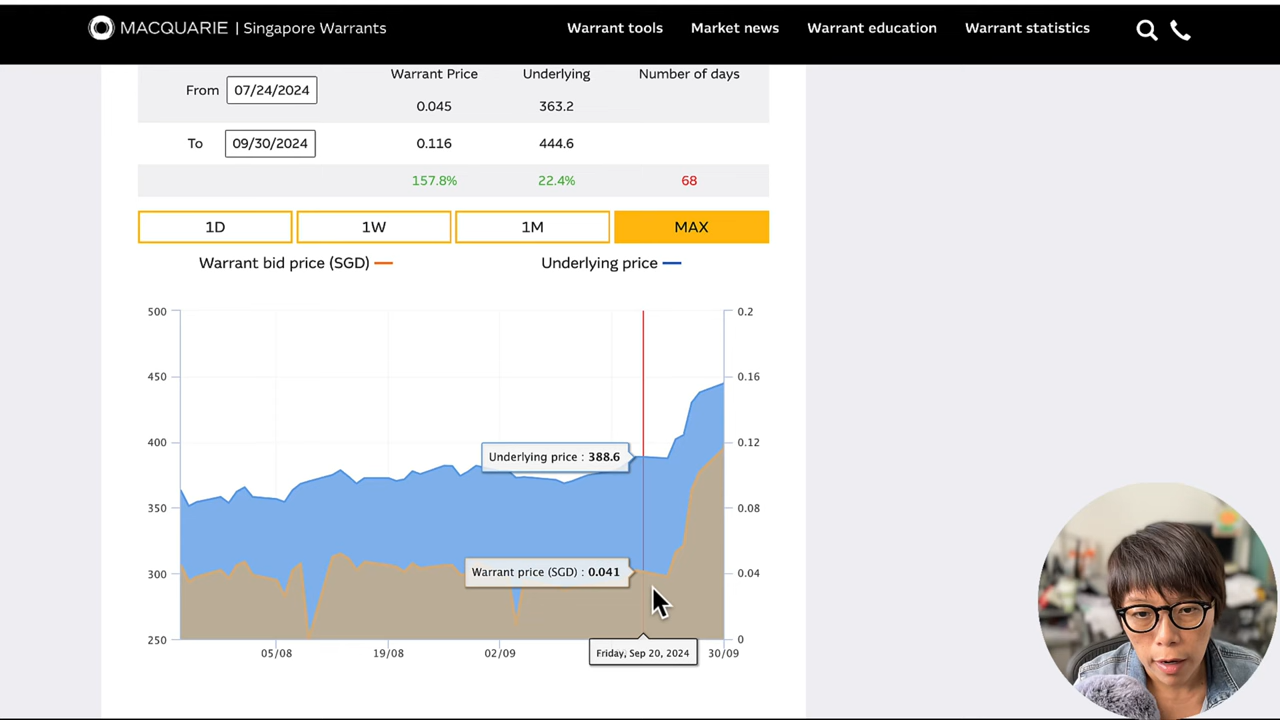 MACQUARIE | Singapore Warrants
Warrant tools Market news Warrant education Warrant statistics
Warrant Price Underlying Number of days
From 07/24/2024
0.045 363.2
To 09/30/2024 0.116 444.6
157.8% 22.4% 68
1D 1W 1M MAX
Warrant bid price (SGD) Underlying price
500 0.2
450 0.16
400 0.12
Underlying price : 388.6
350 0.08
300 0.04
Warrant price (SGD) : 0.041
250 0
05/08 19/08 02/09 Friday, Sep 20, 2024 30/09